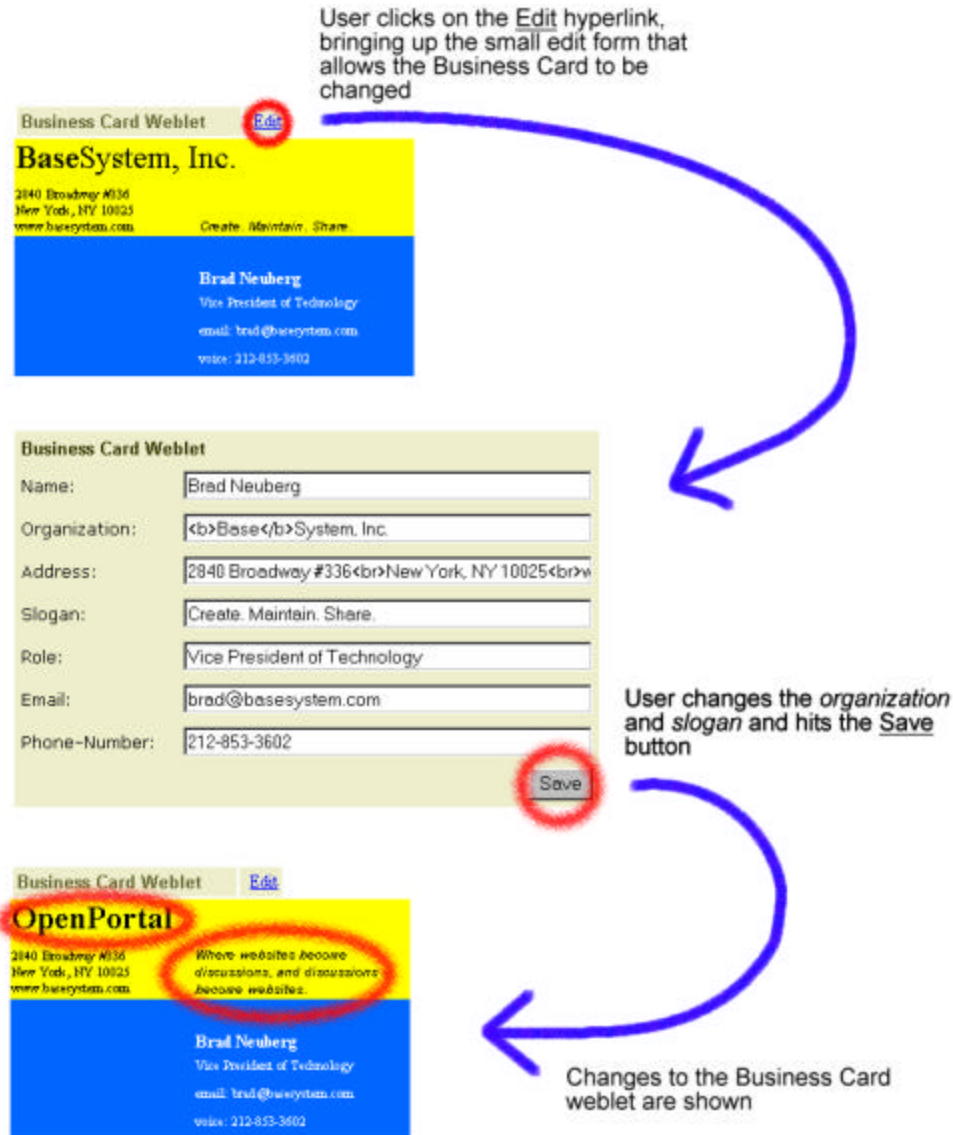 User clicks on the Edit hyperlink,
bringing up the small edit form that
allows the Business Card to be
changed
Business Card Weblet Edit
BaseSystem, Inc.
2840 Broadway #336
New York, NY 10025
www.basesystem.com Create. Maintain. Share.
Brad Neuberg
Vice President of Technology
email: brad@basesystem.com
voice: 212-853-3602
Business Card Weblet
Name: Brad Neuberg
Organization: <b>Base</b>System, Inc.
Address: 2840 Broadway #336<br>New York, NY 10025<br>w
Slogan: Create. Maintain. Share.
Role: Vice President of Technology
Email: brad@basesystem.com
Phone-Number: 212-853-3602
Save
User changes the organization
and slogan and hits the Save
button
Business Card Weblet Edit
OpenPortal
2840 Broadway #336 Where websites become
New York, NY 10025 discussions, and discussions
www.basesystem.com become websites.
Brad Neuberg
Vice President of Technology
email: brad@basesystem.com
voice: 212-853-3602
Changes to the Business Card
weblet are shown